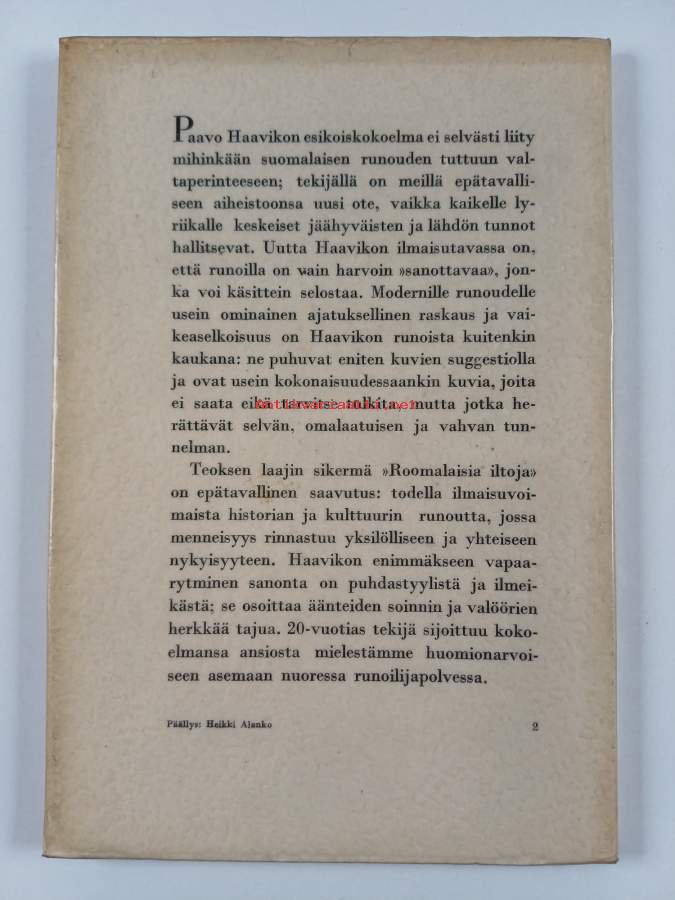 Paavo Haavikon esikoiskokoelma ei selvästi liity
mihinkään suomalaisen runouden tuttuun val-
taperinteeseen; tekijällä on meillä epätavalli-
seen aiheistoonsa uusi ote, vaikka kaikelle ly-
riikalle keskeiset jäähyväisten ja lähdön tunnot
hallitsevat. Uutta Haavikon ilmaisutavassa on,
että runoilla on vain harvoin »sanottavaa», jon-
ka voi käsittein selostaa. Modernille runoudelle
usein ominainen ajatuksellinen raskaus ja vai-
keaselkoisuus on Haavikon runoista kuitenkin
kaukana: ne puhuvat eniten kuvien suggestiolla
ja ovat usein kokonaisuudessaankin kuvia, joita
ei saata eikä tarvitse tulkita, mutta jotka he-
rättävät selvän, omalaatuisen ja vahvan tun-
nelman.
Teoksen laajin sikermä »Roomalaisia iltoja»
on epätavallinen saavutus: todella ilmaisuvoi-
maista historian ja kulttuurin runoutta, jossa
menneisyys rinnastuu yksilölliseen ja yhteiseen
nykyisyyteen. Haavikon enimmäkseen vapaa-
rytminen sanonta on puhdastyylistä ja ilmei-
kästä; se osoittaa äänteiden soinnin ja valöörien
herkkää tajua. 20-vuotias tekijä sijoittuu koko-
elmansa ansiosta mielestämme huomionarvoi-
seen asemaan nuoressa runoilijapolvessa.
Päällys: Heikki Alanko 2